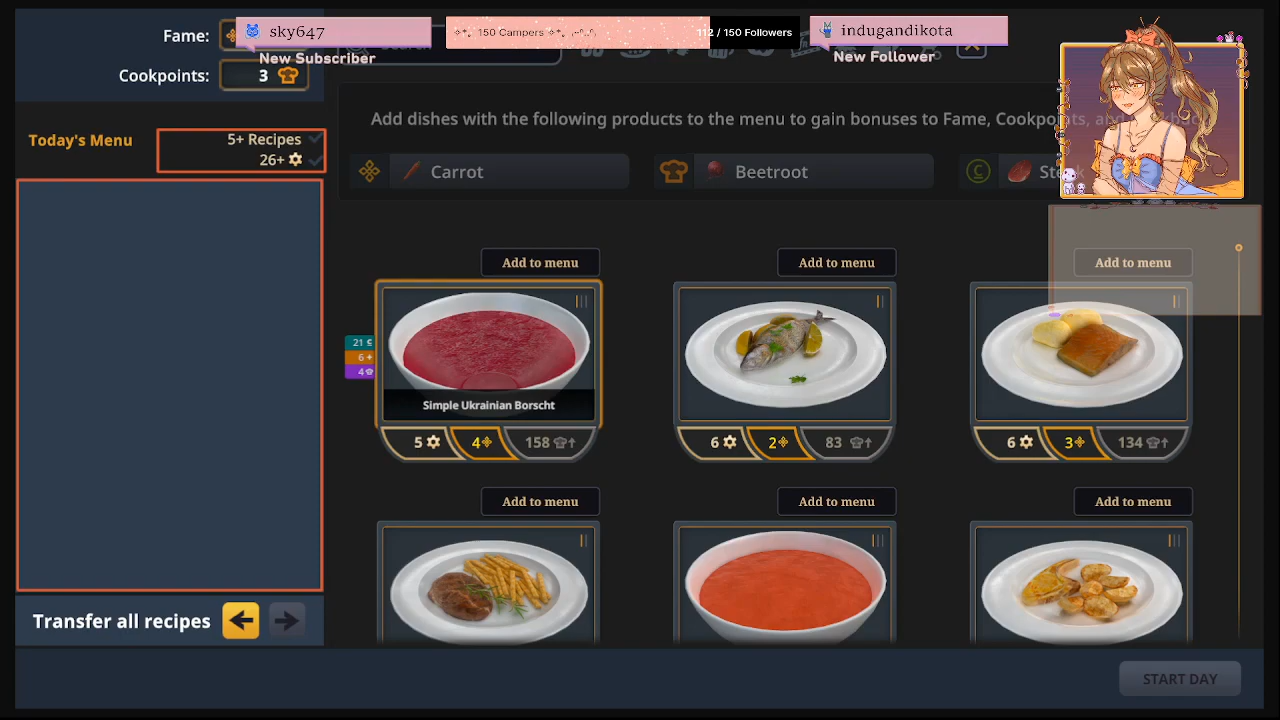 Fame:
sky647
New Subscriber
150 Campers
112 / 150 Followers
indugandikota
New Follower
Cookpoints:
3
Today's Menu
5+ Recipes
26+
Add dishes with the following products to the menu to gain bonuses to Fame, Cookpoints,
Carrot
Beetroot
Add to menu
Add to menu
Add to menu
21
6
4
Simple Ukrainian Borscht
5
4
158
6
2
83
6
3
134
Add to menu
Add to menu
Add to menu
Transfer all recipes
START DAY